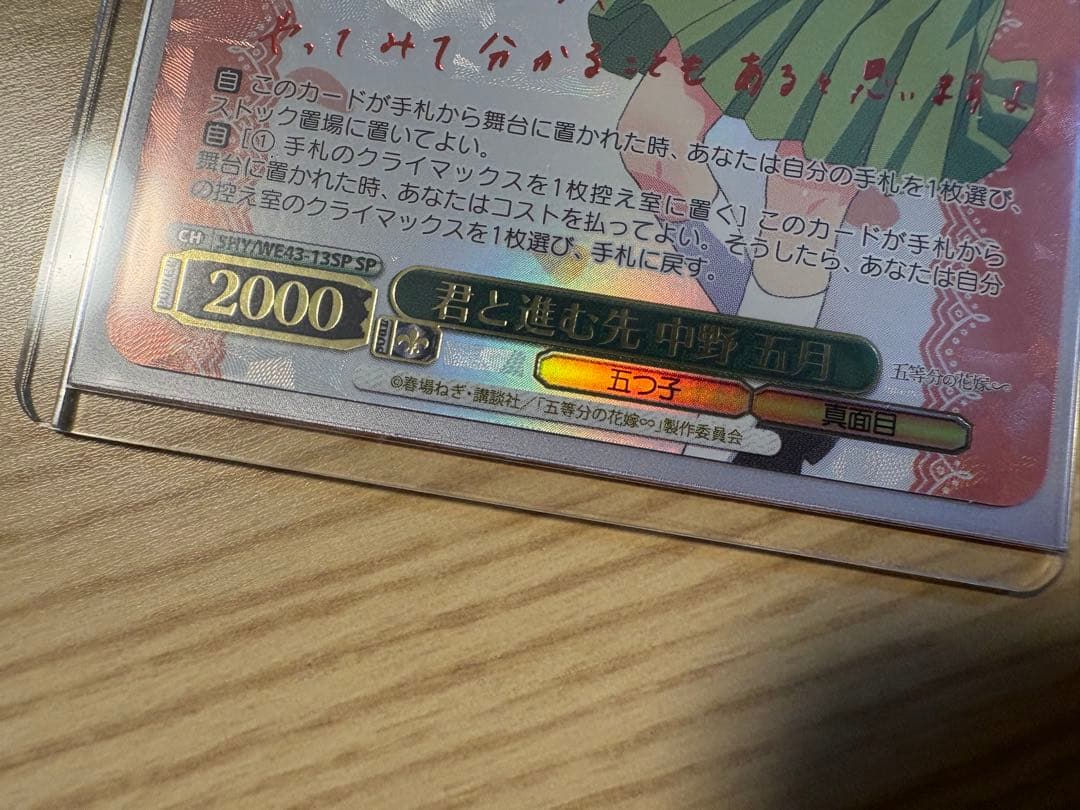 やってみて分かることもあると思いますよ
自 このカードが手札から舞台に置かれた時、あなたは自分の手札を1枚選び、
ストック置場に置いてよい。
自 [① 手札のクライマックスを1枚控え室に置く] このカードが手札から
舞台に置かれた時、あなたはコストを払ってよい。そうしたら、あなたは自分
の控え室のクライマックスを1枚選び、手札に戻す。
CH 5HY/WE43-13SP SP
2000
君と進む先 中野 五月
五等分の花嫁∽
五つ子
真面目
©春場ねぎ・講談社/「五等分の花嫁∽」製作委員会